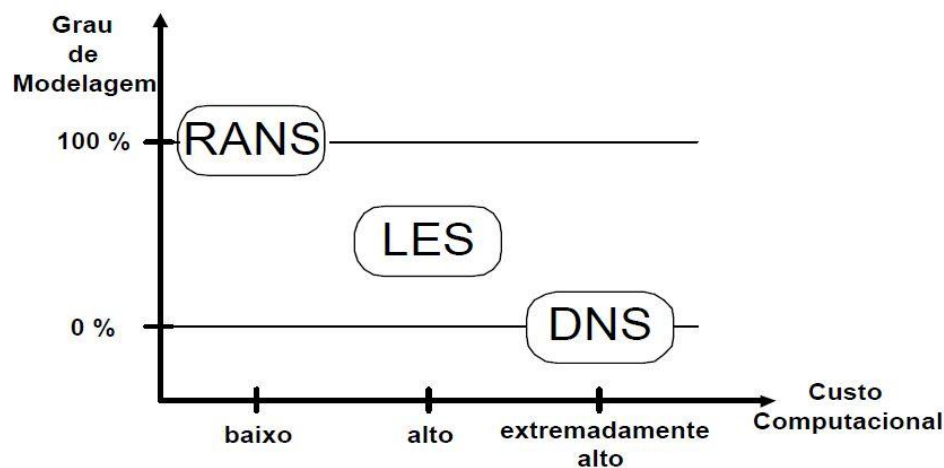 Grau
de
Modelagem
100 %
RANS
LES
0 %
DNS
baixo
alto
extremadamente
alto
Custo
Computacional